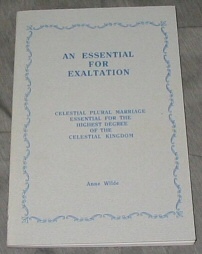 AN ESSENTIAL
FOR
EXALTATION
CELESTIAL PLURAL MARRIAGE
ESSENTIAL FOR THE
HIGHEST DEGREE
OF THE
CELESTIAL KINGDOM
Anne Wilde